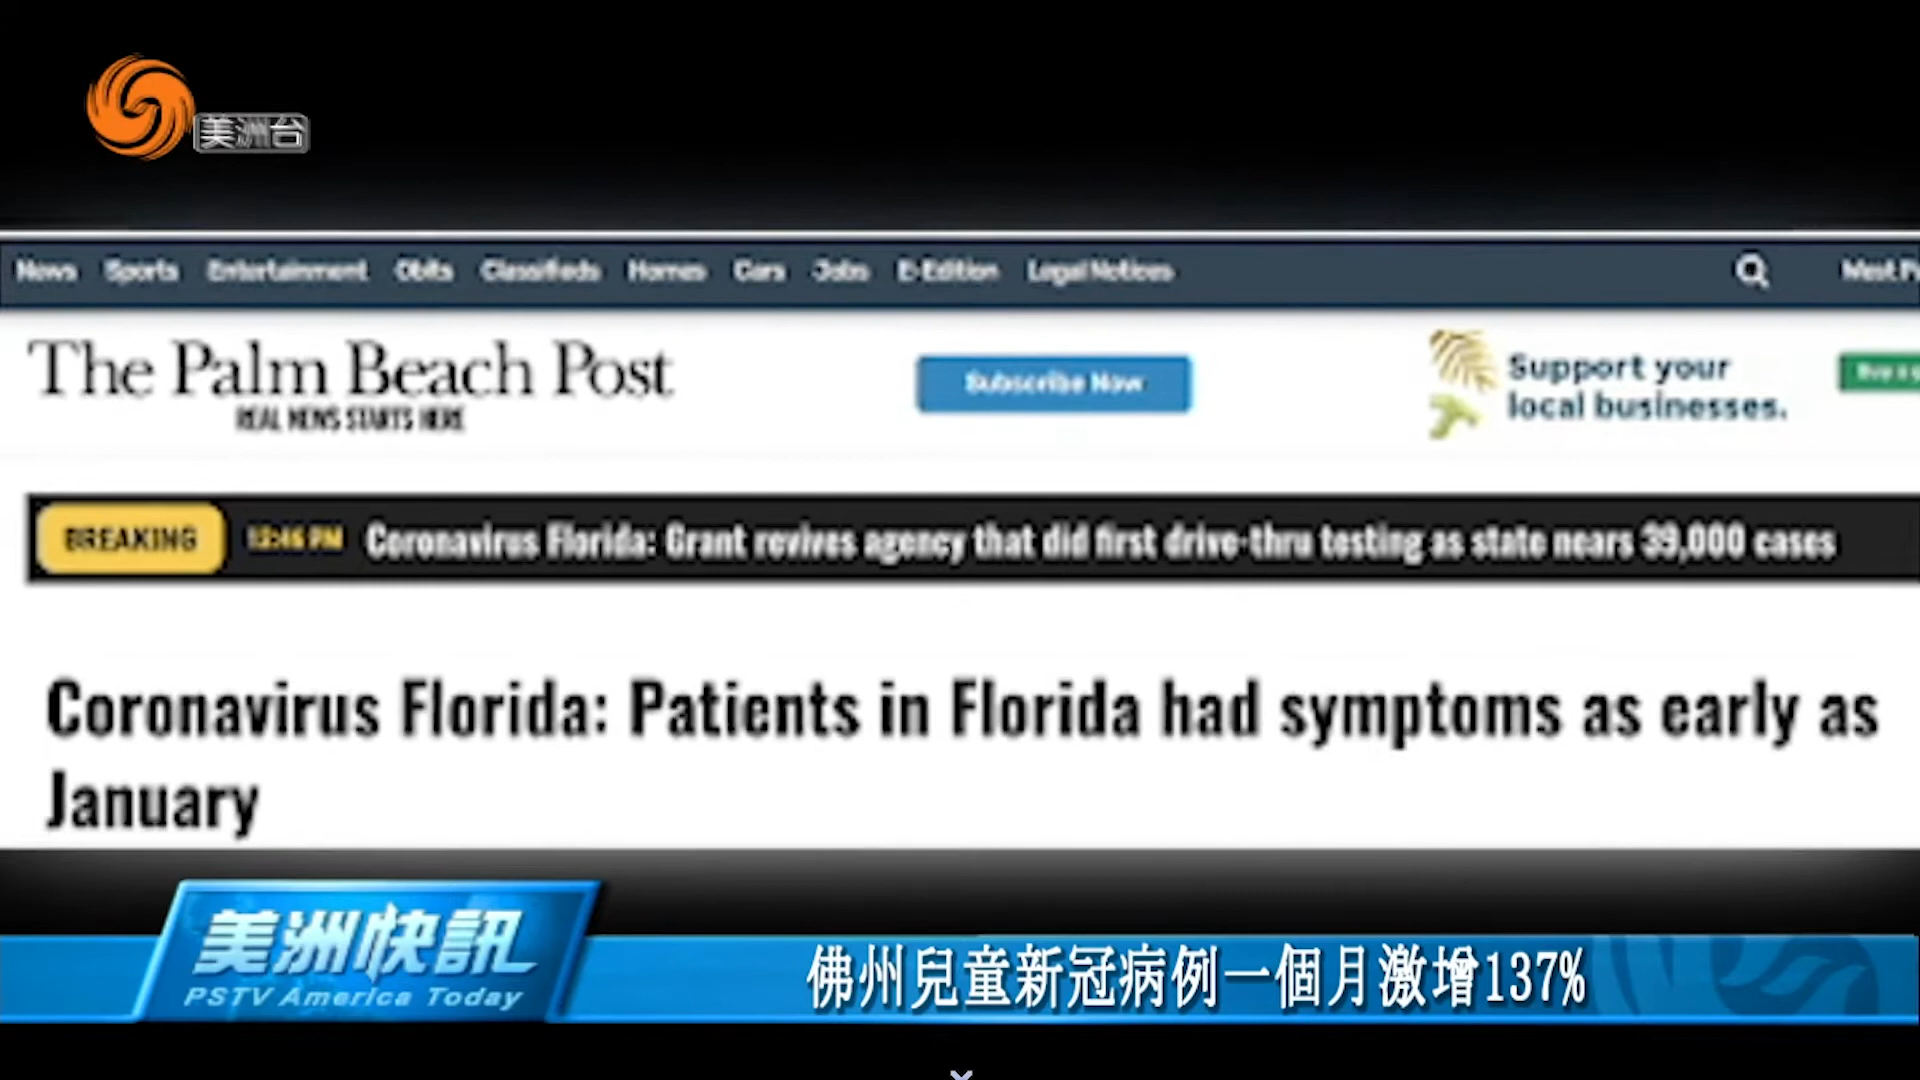 美洲台
News Sports Entertainment Obits Classifieds Homes Cars Jobs E-Edition Legal Notices
The Palm Beach Post
REAL NEWS STARTS HERE
Subscribe Now
Support your
local businesses.
BREAKING 12:46 PM Coronavirus Florida: Grant revives agency that did first drive-thru testing as state nears 39,000 cases
Coronavirus Florida: Patients in Florida had symptoms as early as
January
美洲快訊
PSTV America Today
佛州兒童新冠病例一個月激增137%